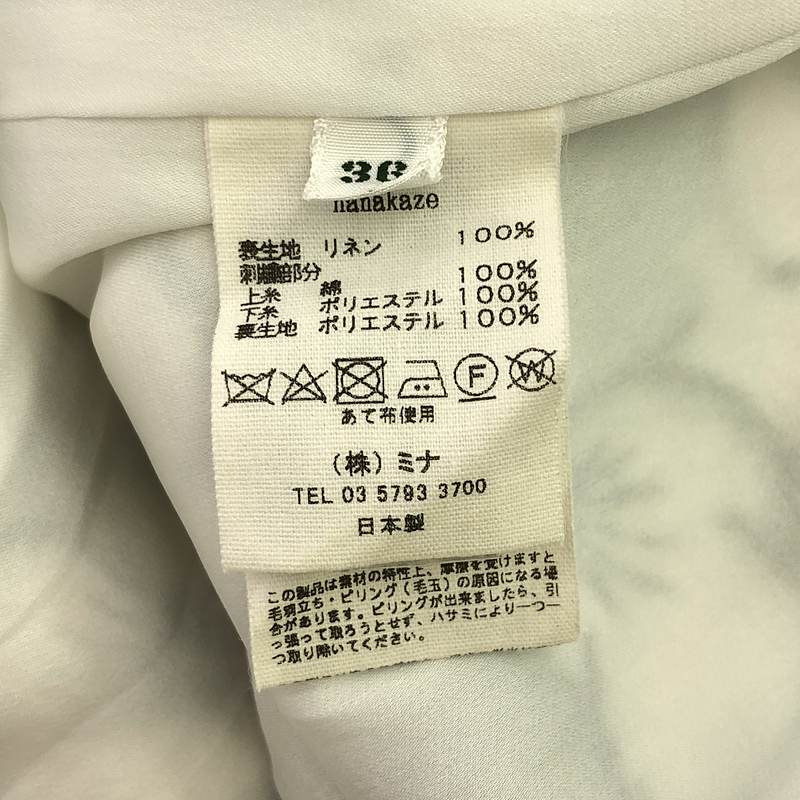 36
hanakaze
表生地 リネン 100%
刺繍部分
上糸 綿 100%
下糸 ポリエステル 100%
裏生地 ポリエステル 100%
F
W
あて布使用
(株)ミナ
TEL 03 5793 3700
日本製
この製品は素材の特性上、摩擦を受けますと
毛羽立ち・ピリング(毛玉)の原因になる場
合があります。ピリングが出来ましたら、引
っ張って取ろうとせず、ハサミにより一つ一
つ取り除いてください。